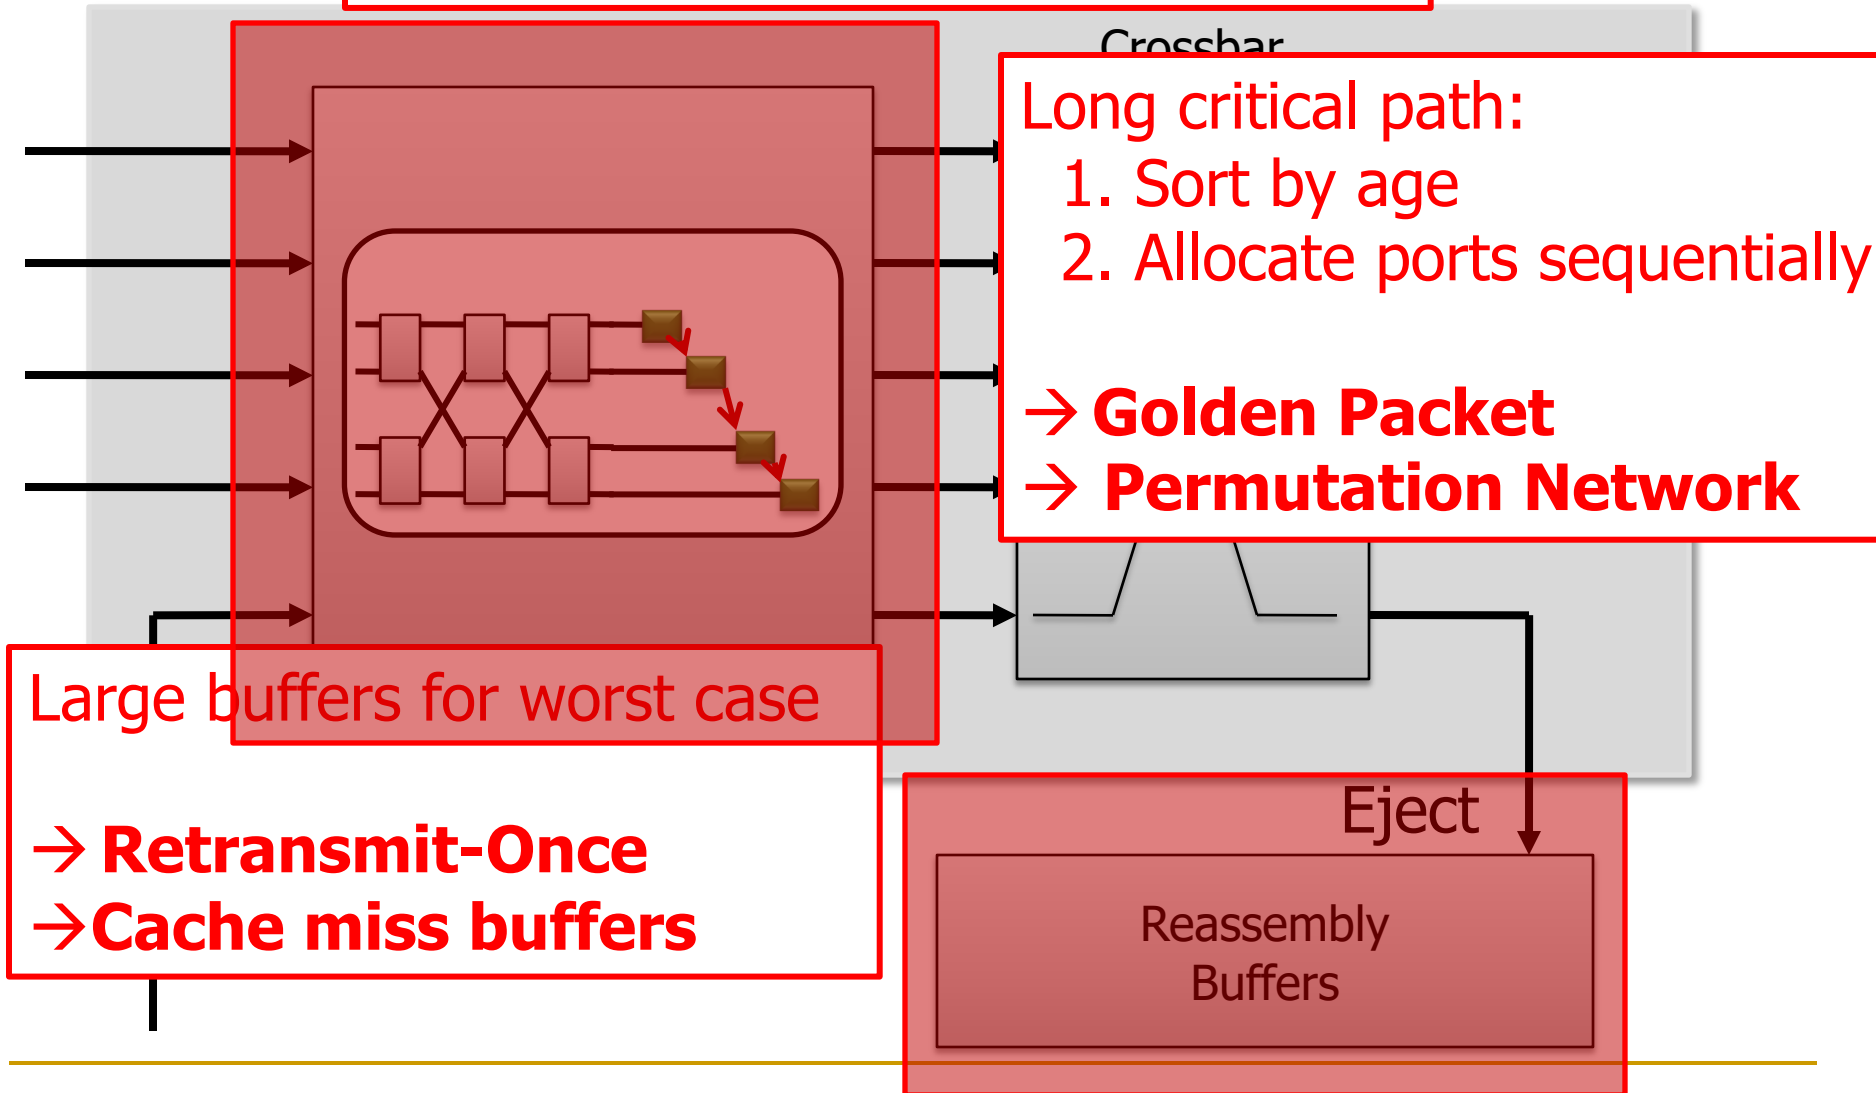 Crossbar
Long critical path:
1. Sort by age
2. Allocate ports sequentially
→ Golden Packet
→ Permutation Network
Large buffers for worst case
→ Retransmit-Once
→Cache miss buffers
Eject
Reassembly
Buffers